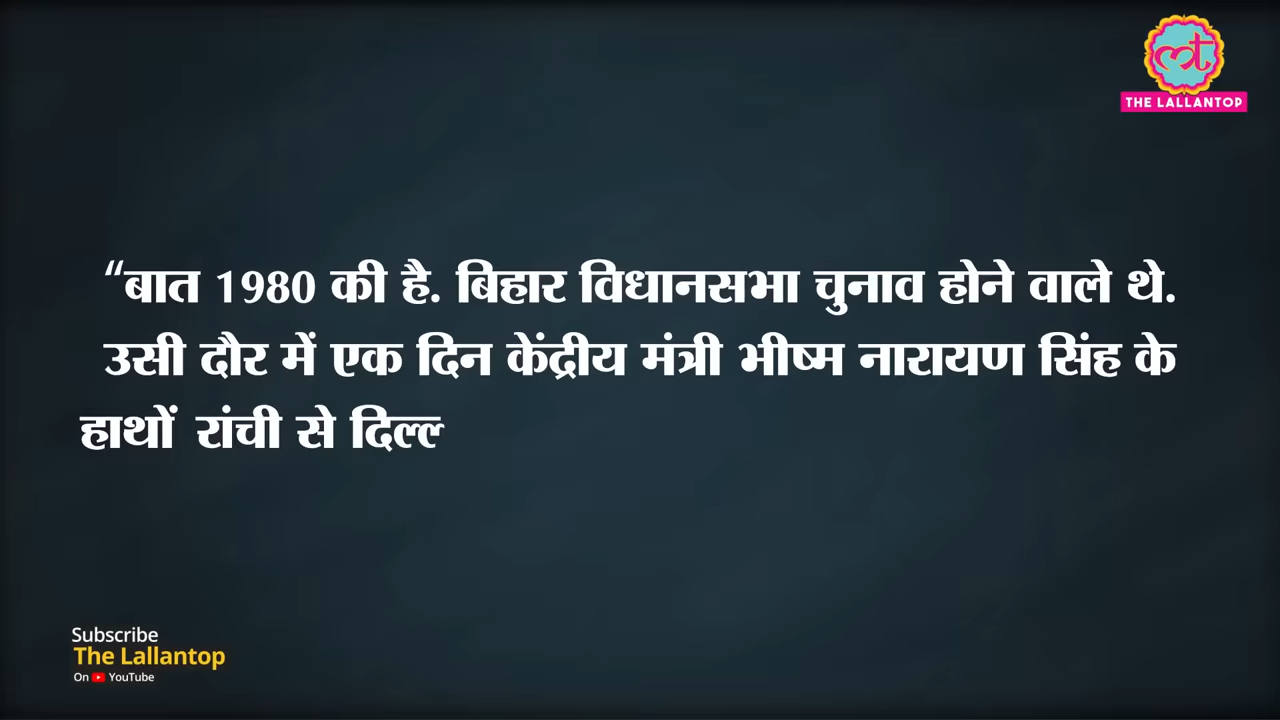 THE LALLANTOP
“बात 1980 की है. बिहार विधानसभा चुनाव होने वाले थे.
उसी दौर में एक दिन केंद्रीय मंत्री भीष्म नारायण सिंह के
हाथों रांची से दिल्ल
Subscribe
The Lallantop
On YouTube